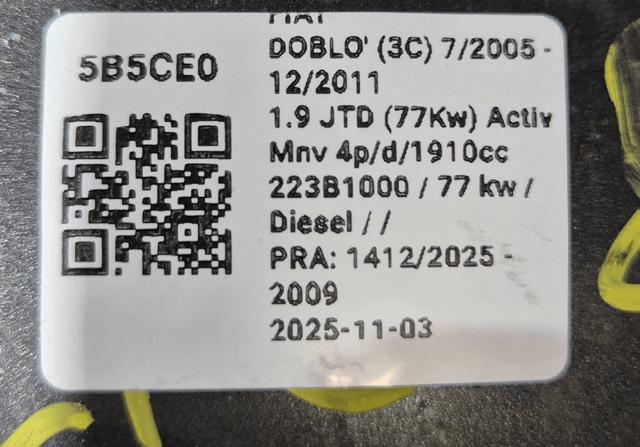 FIAT
5B5CE0
DOBLO' (3C) 7/2005 -
12/2011
1.9 JTD (77Kw) Activ
Mnv 4p/d/1910cc
223B1000 / 77 kw /
Diesel / /
PRA: 1412/2025 -
2009
2025-11-03